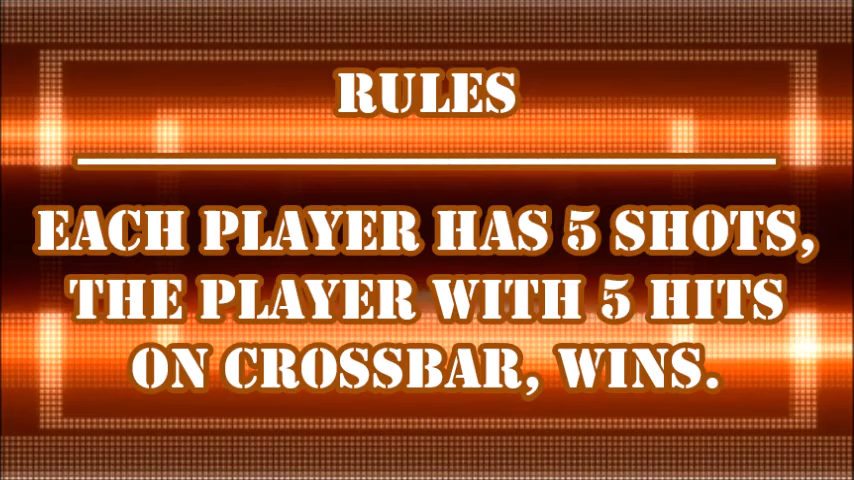 RULES
EACH PLAYER HAS 5 SHOTS,
THE PLAYER WITH 5 HITS
ON CROSSBAR, WINS.